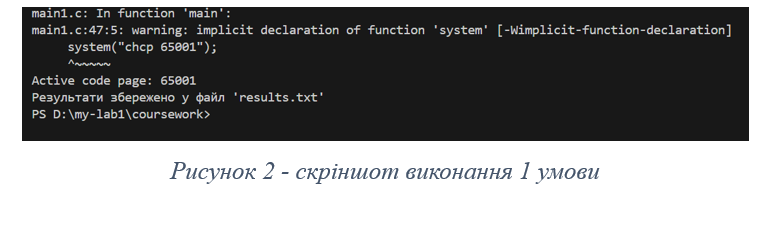 main1.c: In function 'main':
main1.c:47:5: warning: implicit declaration of function 'system' [-Wimplicit-function-declaration]
     system("chcp 65001");
     ^~~~~~
Active code page: 65001
Результати збережено у файл 'results.txt'
PS D:\my-lab1\coursework>
Рисунок 2 - скріншот виконання 1 умови